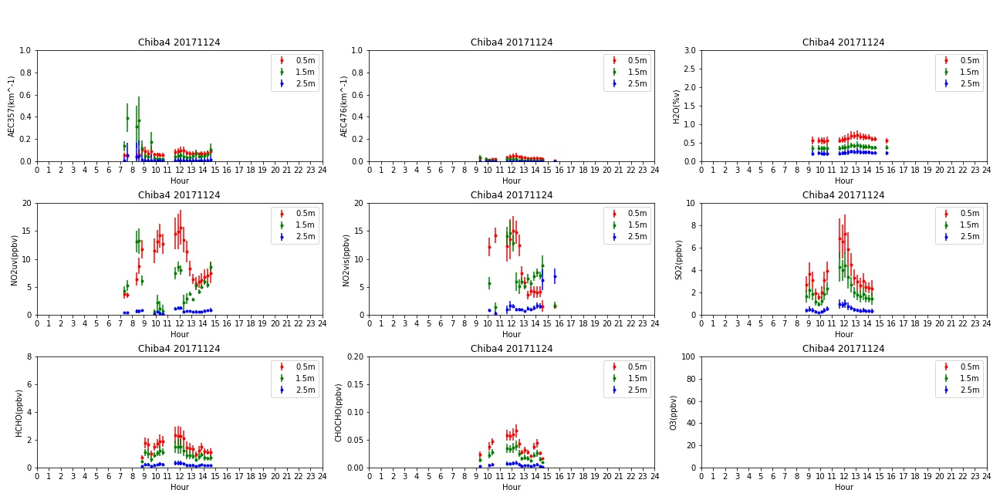 Chiba4 20171124
AEC357(km^-1)
1.0
0.8
0.6
0.4
0.2
0.0
0.5m
1.5m
2.5m
0 1 2 3 4 5 6 7 8 9 10 11 12 13 14 15 16 17 18 19 20 21 22 23 24
Hour
Chiba4 20171124
AEC476(km^-1)
1.0
0.8
0.6
0.4
0.2
0.0
0.5m
1.5m
2.5m
0 1 2 3 4 5 6 7 8 9 10 11 12 13 14 15 16 17 18 19 20 21 22 23 24
Hour
Chiba4 20171124
H2O(%v)
3.0
2.5
2.0
1.5
1.0
0.5
0.0
0.5m
1.5m
2.5m
0 1 2 3 4 5 6 7 8 9 10 11 12 13 14 15 16 17 18 19 20 21 22 23 24
Hour
Chiba4 20171124
NO2uv(ppbv)
20
15
10
5
0
0.5m
1.5m
2.5m
0 1 2 3 4 5 6 7 8 9 10 11 12 13 14 15 16 17 18 19 20 21 22 23 24
Hour
Chiba4 20171124
NO2vis(ppbv)
20
15
10
5
0
0.5m
1.5m
2.5m
0 1 2 3 4 5 6 7 8 9 10 11 12 13 14 15 16 17 18 19 20 21 22 23 24
Hour
Chiba4 20171124
SO2(ppbv)
10
8
6
4
2
0
0.5m
1.5m
2.5m
0 1 2 3 4 5 6 7 8 9 10 11 12 13 14 15 16 17 18 19 20 21 22 23 24
Hour
Chiba4 20171124
HCHO(ppbv)
8
6
4
2
0
0.5m
1.5m
2.5m
0 1 2 3 4 5 6 7 8 9 10 11 12 13 14 15 16 17 18 19 20 21 22 23 24
Hour
Chiba4 20171124
CHOCHO(ppbv)
0.20
0.15
0.10
0.05
0.00
0.5m
1.5m
2.5m
0 1 2 3 4 5 6 7 8 9 10 11 12 13 14 15 16 17 18 19 20 21 22 23 24
Hour
Chiba4 20171124
O3(ppbv)
100
80
60
40
20
0
0.5m
1.5m
2.5m
0 1 2 3 4 5 6 7 8 9 10 11 12 13 14 15 16 17 18 19 20 21 22 23 24
Hour